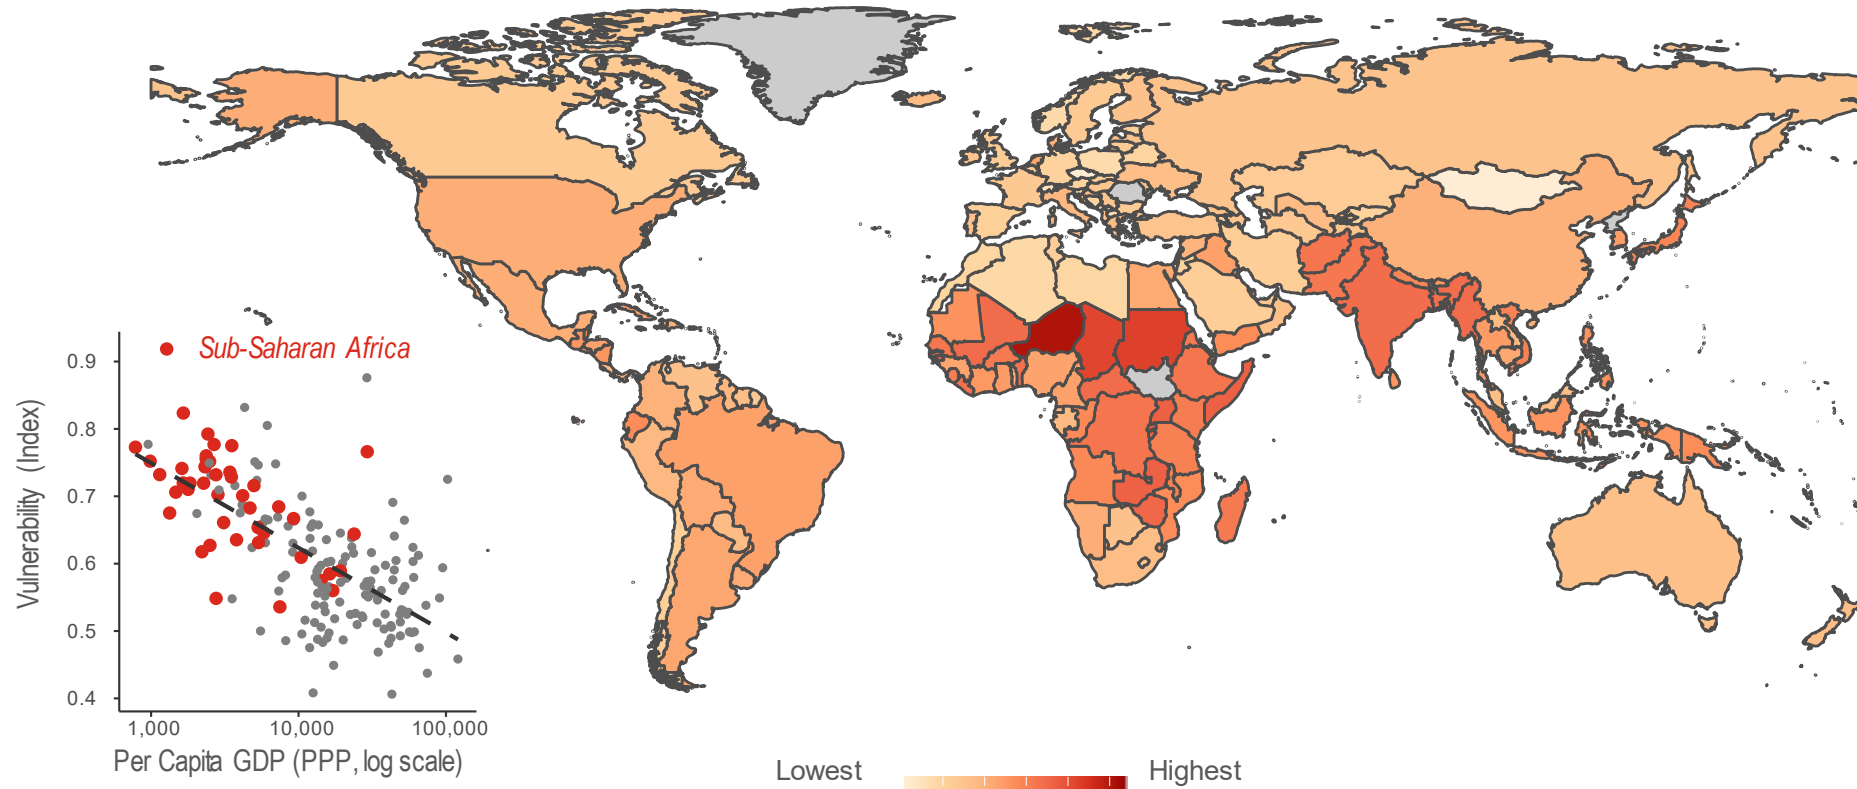 Sub-Saharan Africa
0.9
0.8
0.7
0.6
0.5
0.4
Vulnerability (Index)
1,000 10,000 100,000
Per Capita GDP (PPP, log scale)
Lowest Highest